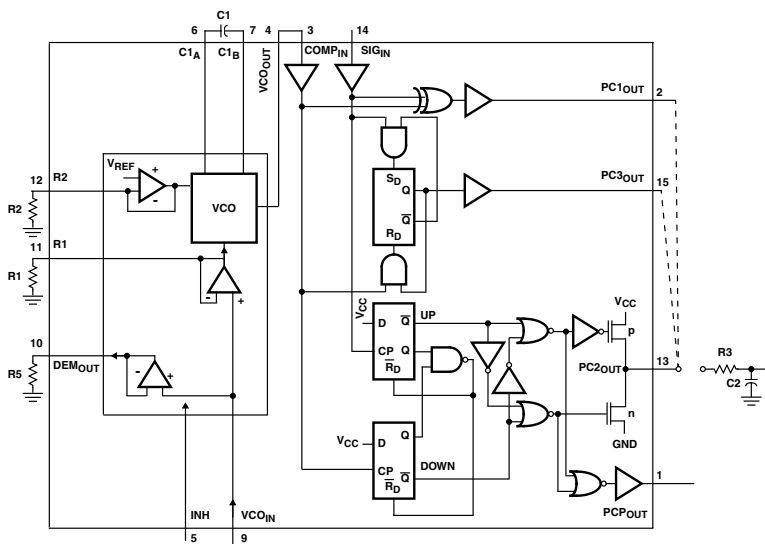 C1
6 7 4 3 14
C1A C1B VCOOUT COMPIN SIGIN
PC1OUT 2
VREF + -
12 R2
R2
VCO
SD
Q
Q
RD
PC3OUT 15
11 R1
R1
- +
VCC
D Q UP
CP Q
RD
VCC
p
10
DEMOUT
R5
- +
PC2OUT 13
R3
C2
n
GND
VCC D Q
CP Q DOWN
RD
1
PCPOUT
INH VCOIN
5 9